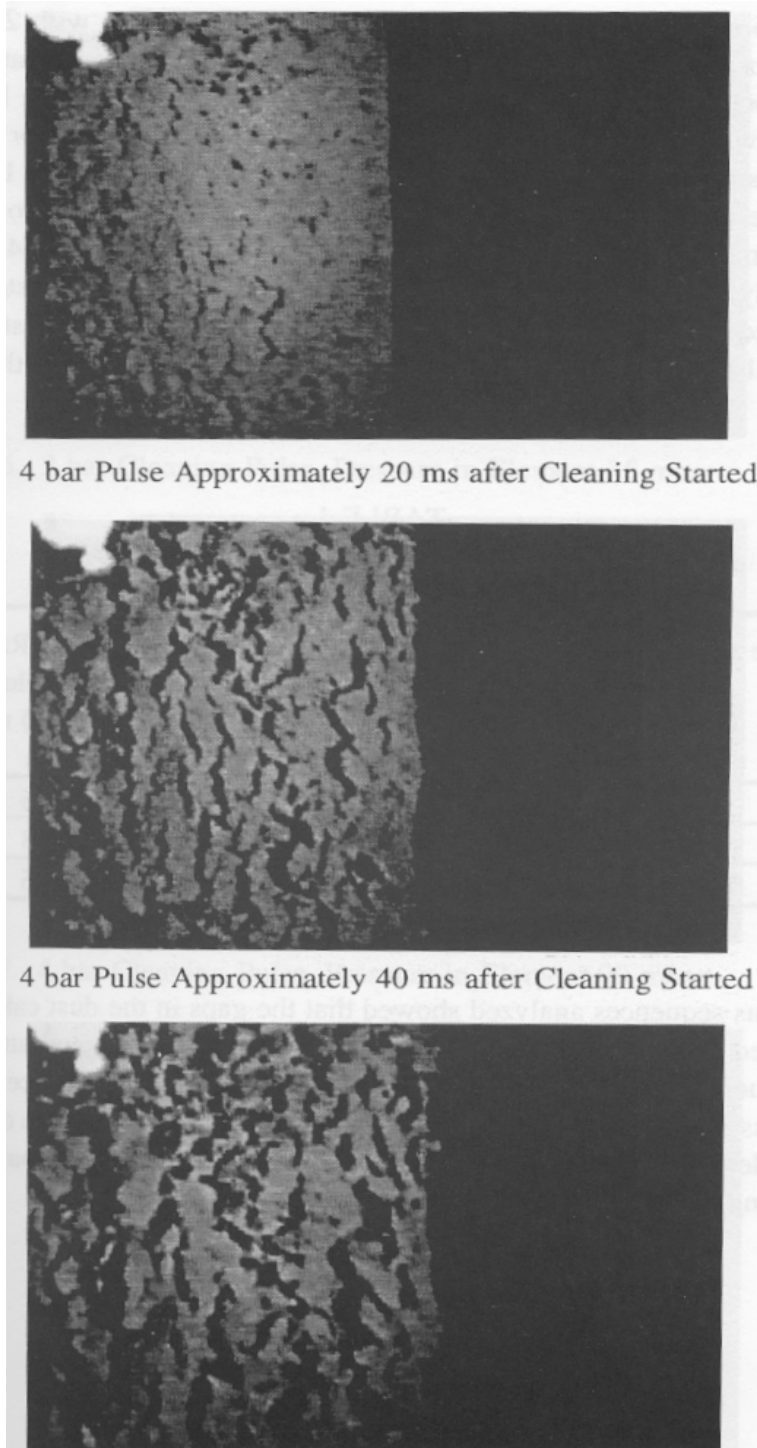 4 bar Pulse Approximately 20 ms after Cleaning Started
4 bar Pulse Approximately 40 ms after Cleaning Started